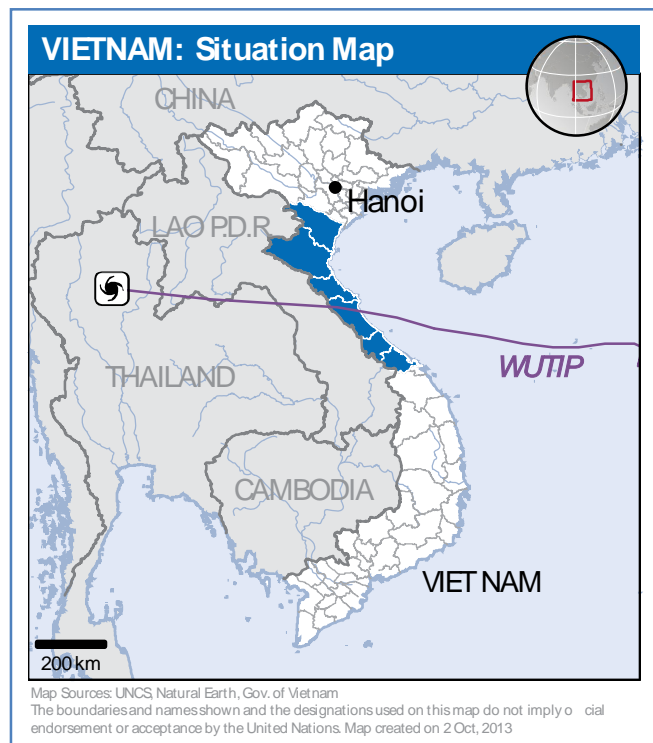 VIETNAM: Situation Map
CHINA
Hanoi
LAO P.D.R
THAILAND
WUTIP
CAMBODIA
VIET NAM
200 km
Map Sources: UNCS, Natural Earth, Gov. of Vietnam
The boundaries and names shown and the designations used on this map do not imply o cial
endorsement or acceptance by the United Nations. Map created on 2 Oct, 2013